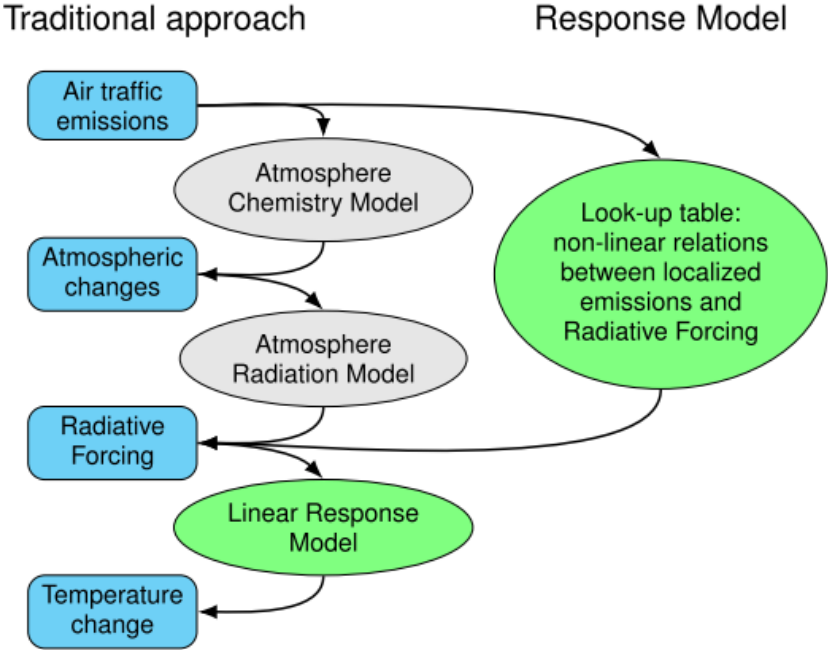 Traditional approach
Response Model
Air traffic
emissions
Atmosphere
Chemistry Model
Look-up table:
non-linear relations
between localized
emissions and
Radiative Forcing
Atmospheric
changes
Atmosphere
Radiation Model
Radiative
Forcing
Linear Response
Model
Temperature
change